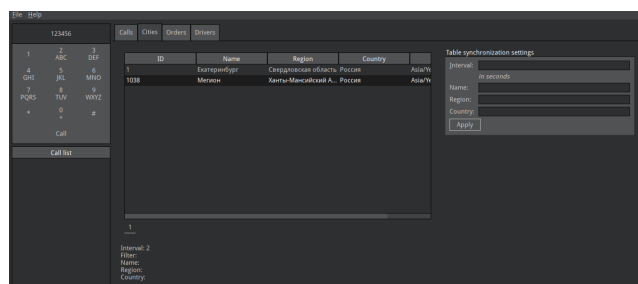 File Help
123456
1
2
ABC
3
DEF
4
GHI
5
JKL
6
MNO
7
PQRS
8
TUV
9
WXYZ
*
0
+
#
Call
Call list
Calls Cities Orders Drivers
ID Name Region Country
1 Екатеринбург Свердловская область Россия Asia/Ye
1038 Мегион Ханты-Мансийский А... Россия Asia/Ye
1
Interval: 2
Filter:
Name:
Region:
Country:
Table synchronization settings
Interval:
in seconds
Name:
Region:
Country:
Apply